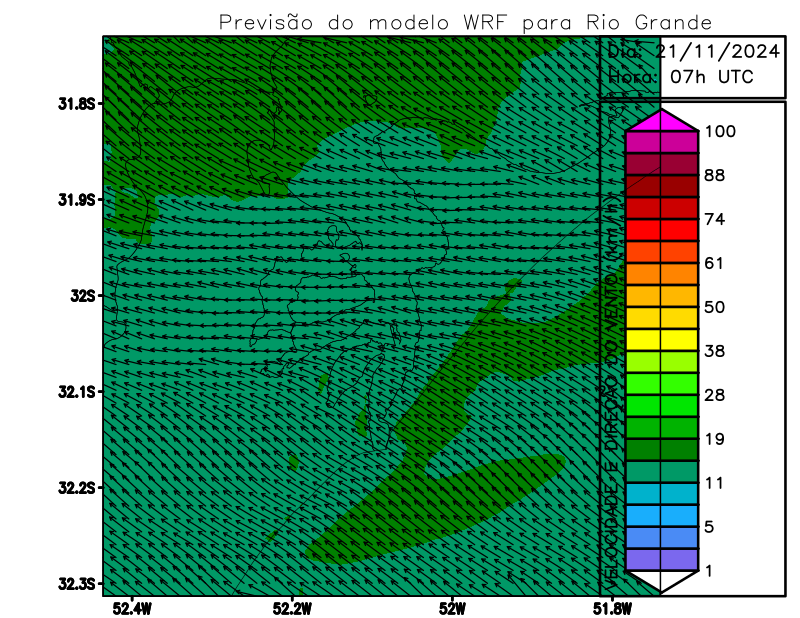 Previsão do modelo WRF para Rio Grande
Dia: 21/11/2024
Hora: 07h UTC
31.8S
31.9S
32S
32.1S
32.2S
32.3S
52.4W
52.2W
52W
51.8W
VELOCIDADE E DIREÇÃO DO VENTO (km/h)
100
88
74
61
50
38
28
19
11
5
1